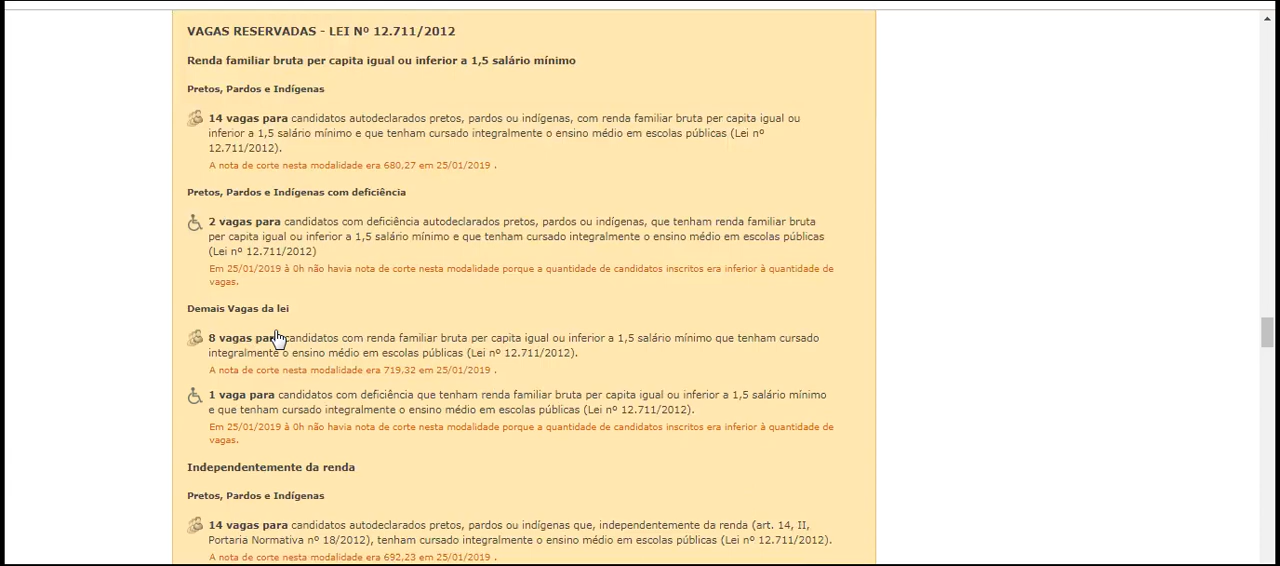 VAGAS RESERVADAS - LEI Nº 12.711/2012
Renda familiar bruta per capita igual ou inferior a 1,5 salário mínimo
Pretos, Pardos e Indígenas
14 vagas para candidatos autodeclarados pretos, pardos ou indígenas, com renda familiar bruta per capita igual ou
inferior a 1,5 salário mínimo e que tenham cursado integralmente o ensino médio em escolas públicas (Lei nº
12.711/2012).
A nota de corte nesta modalidade era 680,27 em 25/01/2019 .
Pretos, Pardos e Indígenas com deficiência
2 vagas para candidatos com deficiência autodeclarados pretos, pardos ou indígenas, que tenham renda familiar bruta
per capita igual ou inferior a 1,5 salário mínimo e que tenham cursado integralmente o ensino médio em escolas públicas
(Lei nº 12.711/2012)
Em 25/01/2019 à 0h não havia nota de corte nesta modalidade porque a quantidade de candidatos inscritos era inferior à quantidade de
vagas.
Demais Vagas da lei
8 vagas para candidatos com renda familiar bruta per capita igual ou inferior a 1,5 salário mínimo que tenham cursado
integralmente o ensino médio em escolas públicas (Lei nº 12.711/2012).
A nota de corte nesta modalidade era 719,32 em 25/01/2019 .
1 vaga para candidatos com deficiência que tenham renda familiar bruta per capita igual ou inferior a 1,5 salário mínimo
e que tenham cursado integralmente o ensino médio em escolas públicas (Lei nº 12.711/2012).
Em 25/01/2019 à 0h não havia nota de corte nesta modalidade porque a quantidade de candidatos inscritos era inferior à quantidade de
vagas.
Independentemente da renda
Pretos, Pardos e Indígenas
14 vagas para candidatos autodeclarados pretos, pardos ou indígenas que, independentemente da renda (art. 14, II,
Portaria Normativa nº 18/2012), tenham cursado integralmente o ensino médio em escolas públicas (Lei nº 12.711/2012).
A nota de corte nesta modalidade era 692,23 em 25/01/2019 .